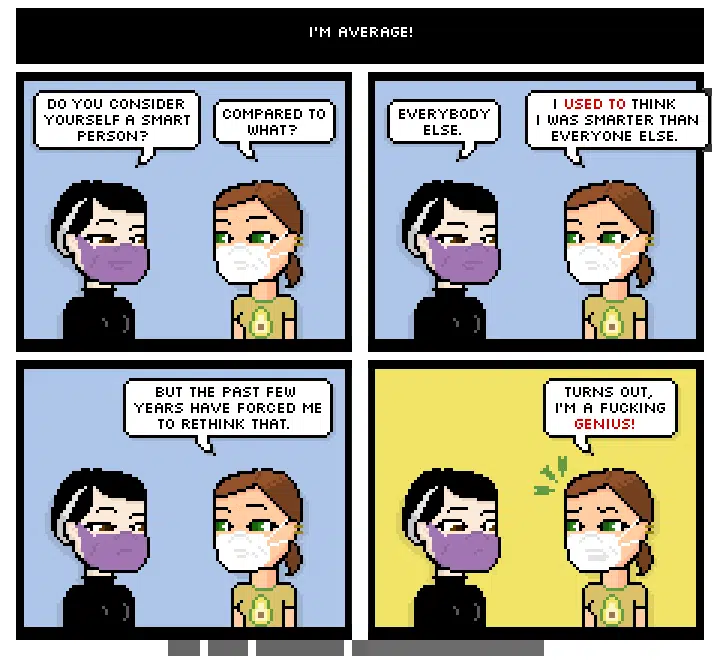 I'M AVERAGE!
DO YOU CONSIDER
YOURSELF A SMART
PERSON?
COMPARED TO
WHAT?
EVERYBODY
ELSE.
I USED TO THINK
I WAS SMARTER THAN
EVERYONE ELSE.
BUT THE PAST FEW
YEARS HAVE FORCED ME
TO RETHINK THAT.
TURNS OUT,
I'M A FUCKING
GENIUS!